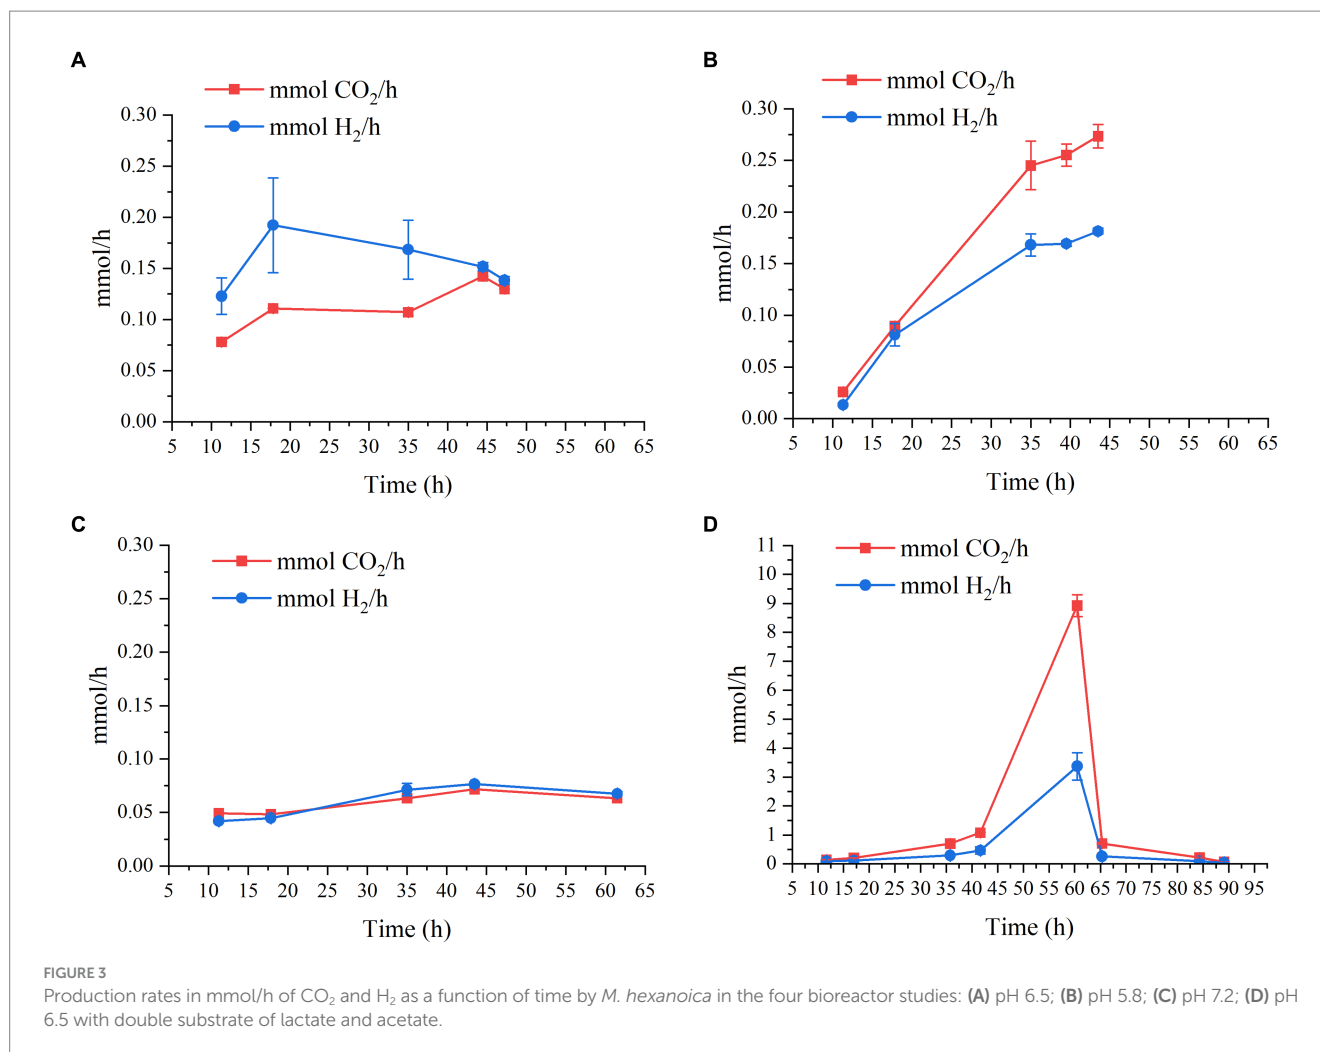 A
mmol CO₂/h
mmol H₂/h
0.30
0.25
0.20
0.15
0.10
0.05
0.00
mmol/h
5 10 15 20 25 30 35 40 45 50 55 60 65
Time (h)
B
mmol CO₂/h
mmol H₂/h
0.30
0.25
0.20
0.15
0.10
0.05
0.00
mmol/h
5 10 15 20 25 30 35 40 45 50 55 60 65
Time (h)
C
mmol CO₂/h
mmol H₂/h
0.30
0.25
0.20
0.15
0.10
0.05
0.00
mmol/h
5 10 15 20 25 30 35 40 45 50 55 60 65
Time (h)
D
mmol CO₂/h
mmol H₂/h
11
10
9
8
7
6
5
4
3
2
1
0
mmol/h
5 10 15 20 25 30 35 40 45 50 55 60 65 70 75 80 85 90 95
Time (h)
FIGURE 3
Production rates in mmol/h of CO₂ and H₂ as a function of time by M. hexanoica in the four bioreactor studies: (A) pH 6.5; (B) pH 5.8; (C) pH 7.2; (D) pH
6.5 with double substrate of lactate and acetate.